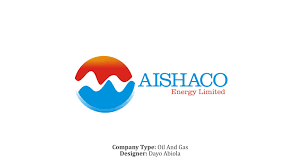 AISHACO
Energy Limited
Company Type: Oil And Gas
Designer: Dayo Abiola